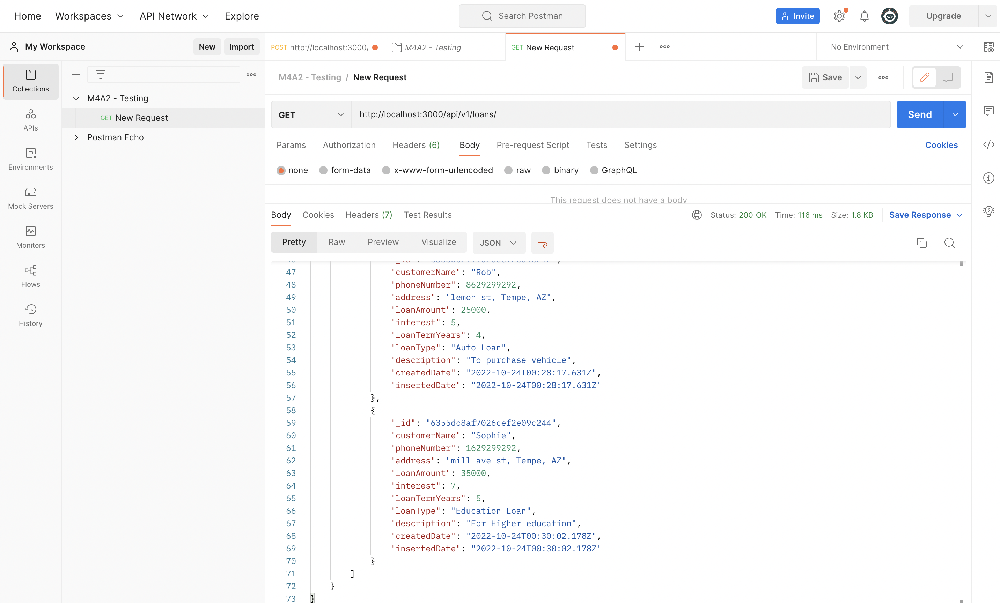 Home Workspaces API Network Explore Search Postman Invite Upgrade
My Workspace New Import
POST http://localhost:3000/ M4A2 - Testing GET New Request No Environment
Collections
APIs
Environments
Mock Servers
Monitors
Flows
History
M4A2 - Testing
GET New Request
Postman Echo
M4A2 - Testing / New Request Save
GET http://localhost:3000/api/v1/loans/ Send
Params Authorization Headers (6) Body Pre-request Script Tests Settings Cookies
none form-data x-www-form-urlencoded raw binary GraphQL
This request does not have a body
Body Cookies Headers (7) Test Results Status: 200 OK Time: 116 ms Size: 1.8 KB Save Response
Pretty Raw Preview Visualize JSON
47 "customerName": "Rob",
48 "phoneNumber": 8629299292,
49 "address": "lemon st, Tempe, AZ",
50 "loanAmount": 25000,
51 "interest": 5,
52 "loanTermYears": 4,
53 "loanType": "Auto Loan",
54 "description": "To purchase vehicle",
55 "createdDate": "2022-10-24T00:28:17.631Z",
56 "insertedDate": "2022-10-24T00:28:17.631Z"
57 },
58 {
59 "_id": "6355dc8af7026cef2e09c244",
60 "customerName": "Sophie",
61 "phoneNumber": 1629299292,
62 "address": "mill ave st, Tempe, AZ",
63 "loanAmount": 35000,
64 "interest": 7,
65 "loanTermYears": 5,
66 "loanType": "Education Loan",
67 "description": "For Higher education",
68 "createdDate": "2022-10-24T00:30:02.178Z",
69 "insertedDate": "2022-10-24T00:30:02.178Z"
70 }
71 ]
72 }
73 }